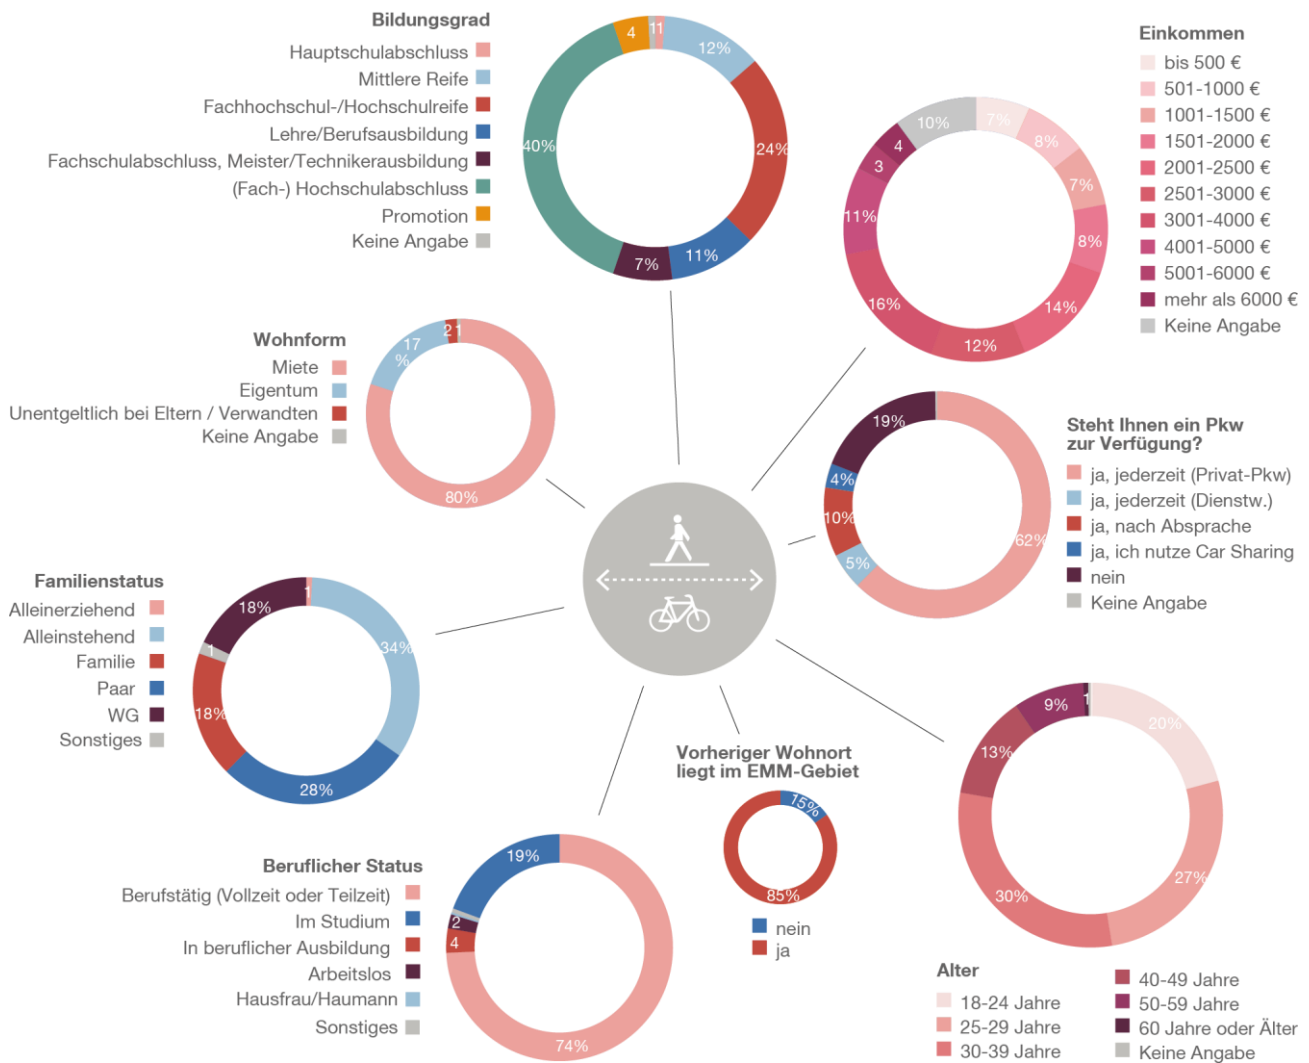 Bildungsgrad
Hauptschulabschluss
Mittlere Reife
Fachhochschul-/Hochschulreife
Lehre/Berufsausbildung
Fachschulabschluss, Meister/Technikerausbildung
(Fach-) Hochschulabschluss
Promotion
Keine Angabe
4
1
1
12%
24%
11%
7%
40%
Einkommen
bis 500 €
501-1000 €
1001-1500 €
1501-2000 €
2001-2500 €
2501-3000 €
3001-4000 €
4001-5000 €
5001-6000 €
mehr als 6000 €
Keine Angabe
10%
7%
8%
7%
8%
14%
12%
16%
11%
3
4
Wohnform
Miete
Eigentum
Unentgeltlich bei Eltern / Verwandten
Keine Angabe
17
%
2
1
80%
Steht Ihnen ein Pkw
zur Verfügung?
ja, jederzeit (Privat-Pkw)
ja, jederzeit (Dienstw.)
ja, nach Absprache
ja, ich nutze Car Sharing
nein
Keine Angabe
19%
4%
10%
5%
62%
Familienstatus
Alleinerziehend
Alleinstehend
Familie
Paar
WG
Sonstiges
18%
1
34%
1
18%
28%
Vorheriger Wohnort
liegt im EMM-Gebiet
15%
85%
nein
ja
Beruflicher Status
Berufstätig (Vollzeit oder Teilzeit)
Im Studium
In beruflicher Ausbildung
Arbeitslos
Hausfrau/Haumann
Sonstiges
19%
2
4
74%
9%
1
20%
13%
27%
30%
Alter
18-24 Jahre
25-29 Jahre
30-39 Jahre
40-49 Jahre
50-59 Jahre
60 Jahre oder Älter
Keine Angabe